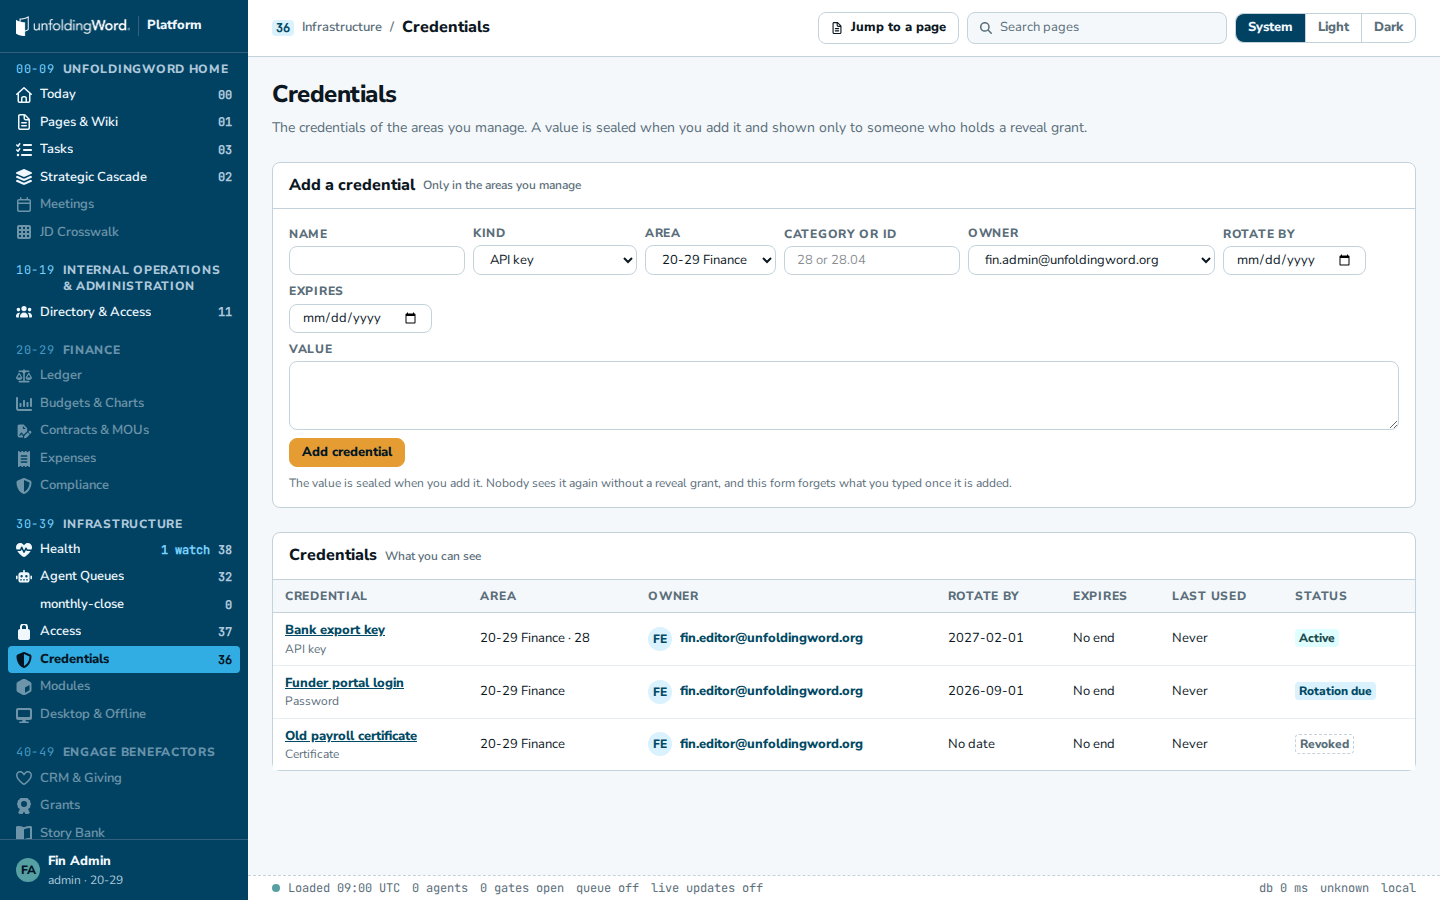 unfoldingWord® Platform
00-09 UNFOLDINGWORD HOME
Today 00
Pages & Wiki 01
Tasks 03
Strategic Cascade 02
Meetings
JD Crosswalk
10-19 INTERNAL OPERATIONS
& ADMINISTRATION
Directory & Access 11
20-29 FINANCE
Ledger
Budgets & Charts
Contracts & MOUs
Expenses
Compliance
30-39 INFRASTRUCTURE
Health 1 watch 38
Agent Queues 32
monthly-close 0
Access 37
Credentials 36
Modules
Desktop & Offline
40-49 ENGAGE BENEFACTORS
CRM & Giving
Grants
Story Bank
FA Fin Admin
admin · 20-29
36 Infrastructure / Credentials
Jump to a page
Search pages
System Light Dark
Credentials
The credentials of the areas you manage. A value is sealed when you add it and shown only to someone who holds a reveal grant.
Add a credential Only in the areas you manage
NAME KIND AREA CATEGORY OR ID OWNER ROTATE BY
API key 20-29 Finance 28 or 28.04 fin.admin@unfoldingword.org mm/dd/yyyy
EXPIRES
mm/dd/yyyy
VALUE
Add credential
The value is sealed when you add it. Nobody sees it again without a reveal grant, and this form forgets what you typed once it is added.
Credentials What you can see
CREDENTIAL AREA OWNER ROTATE BY EXPIRES LAST USED STATUS
Bank export key 20-29 Finance · 28 FE fin.editor@unfoldingword.org 2027-02-01 No end Never Active
API key
Funder portal login 20-29 Finance FE fin.editor@unfoldingword.org 2026-09-01 No end Never Rotation due
Password
Old payroll certificate 20-29 Finance FE fin.editor@unfoldingword.org No date No end Never Revoked
Certificate
Loaded 09:00 UTC 0 agents 0 gates open queue off live updates off db 0 ms unknown local